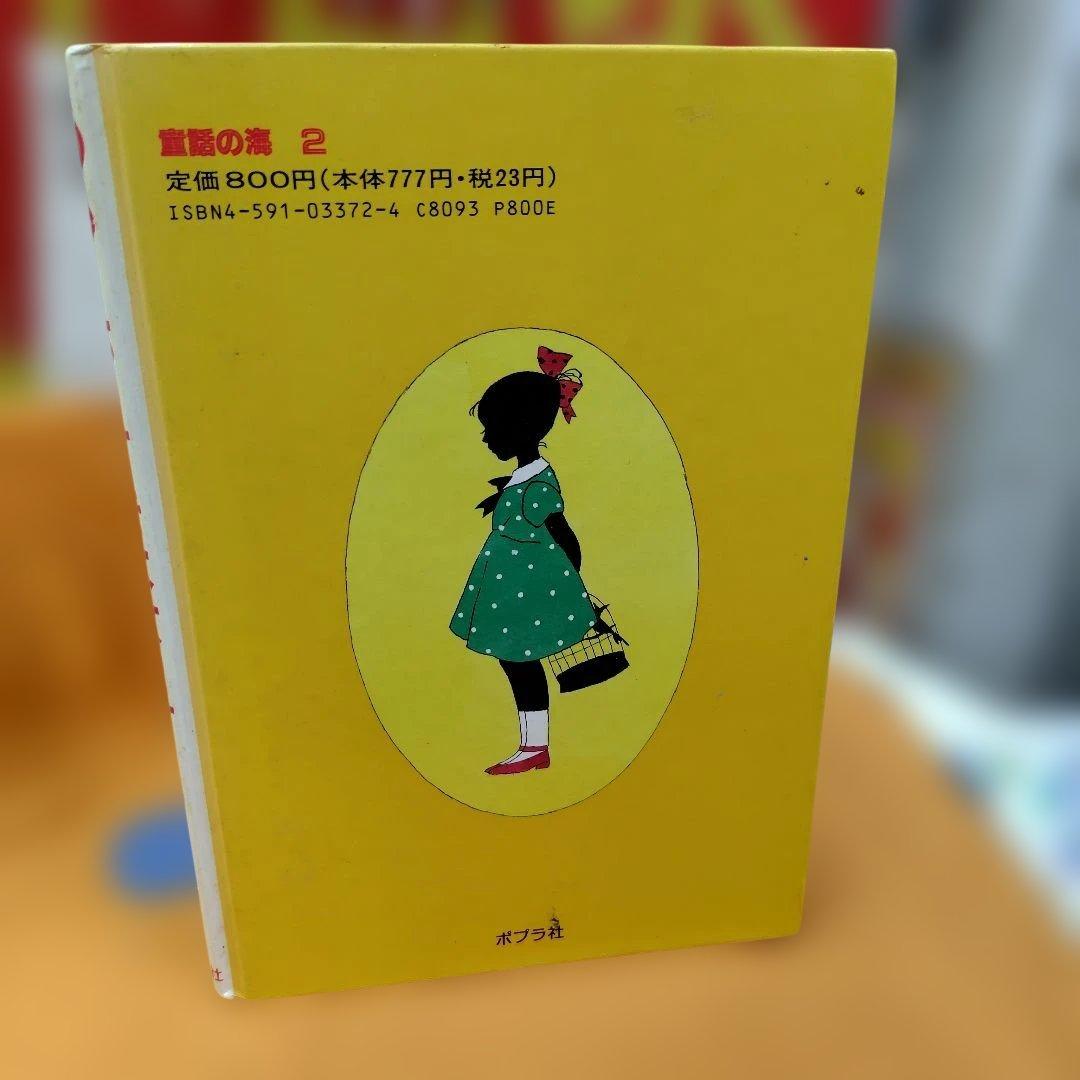 童話の海 2
定価800円(本体777円・税23円)
ISBN4-591-03372-4 C8093 P800E
ポプラ社
社